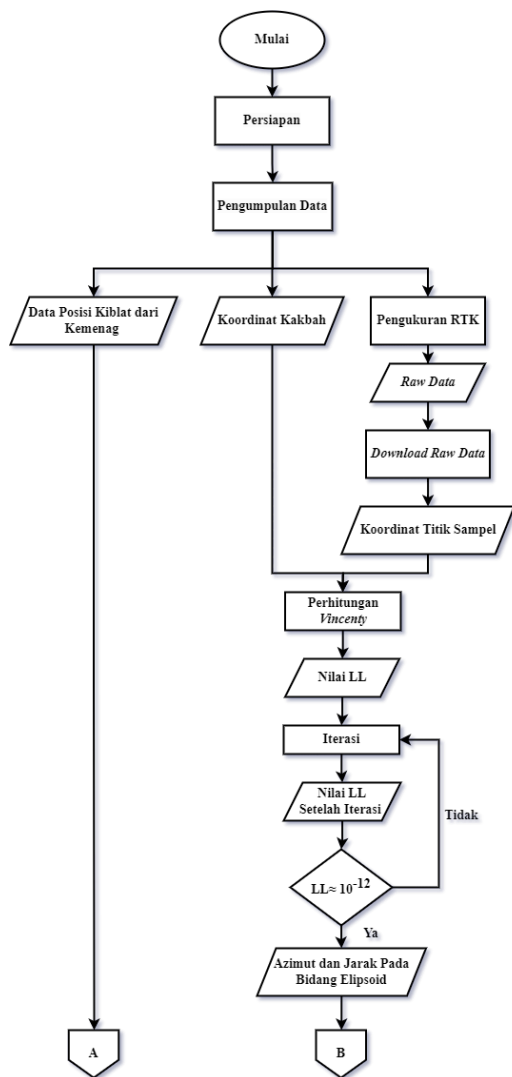 Mulai
Persiapan
Pengumpulan Data
Data Posisi Kiblat dari
Kemenag
Koordinat Kakbah
Pengukuran RTK
Raw Data
Download Raw Data
Koordinat Titik Sampel
Perhitungan
Vincenty
Nilai LL
Iterasi
Nilai LL
Setelah Iterasi
Tidak
LL≈ 10⁻¹²
Ya
Azimut dan Jarak Pada
Bidang Elipsoid
A
B